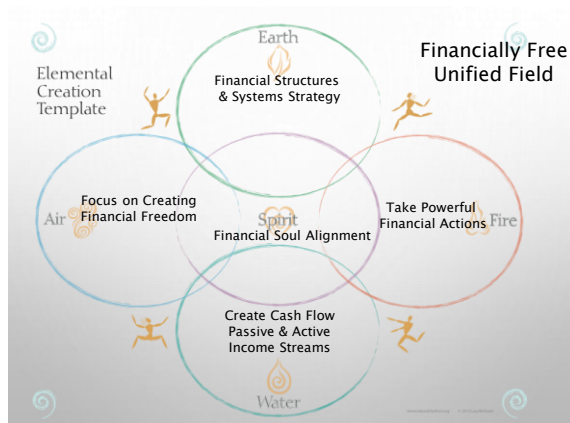 Earth
Financially Free
Unified Field
Elemental
Creation
Template
Financial Structures
& Systems Strategy
Focus on Creating
Financial Freedom
Air
Spirit
Financial Soul Alignment
Take Powerful
Financial Actions
Fire
Create Cash Flow
Passive & Active
Income Streams
Water